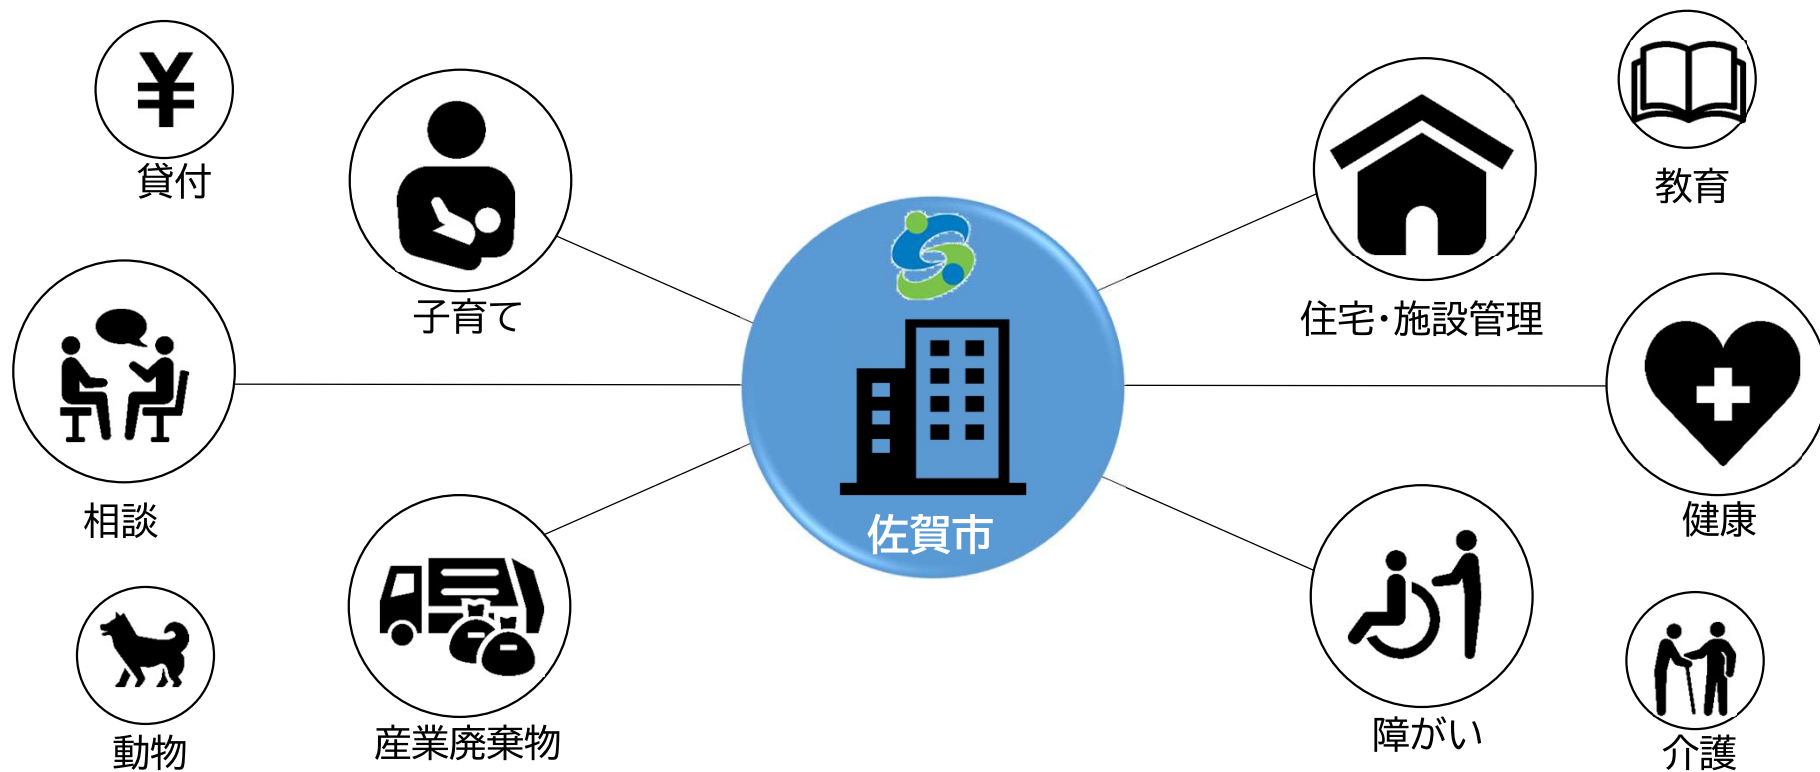 ¥
貸付
子育て
相談
動物
産業廃棄物
佐賀市
住宅・施設管理
教育
健康
障がい
介護